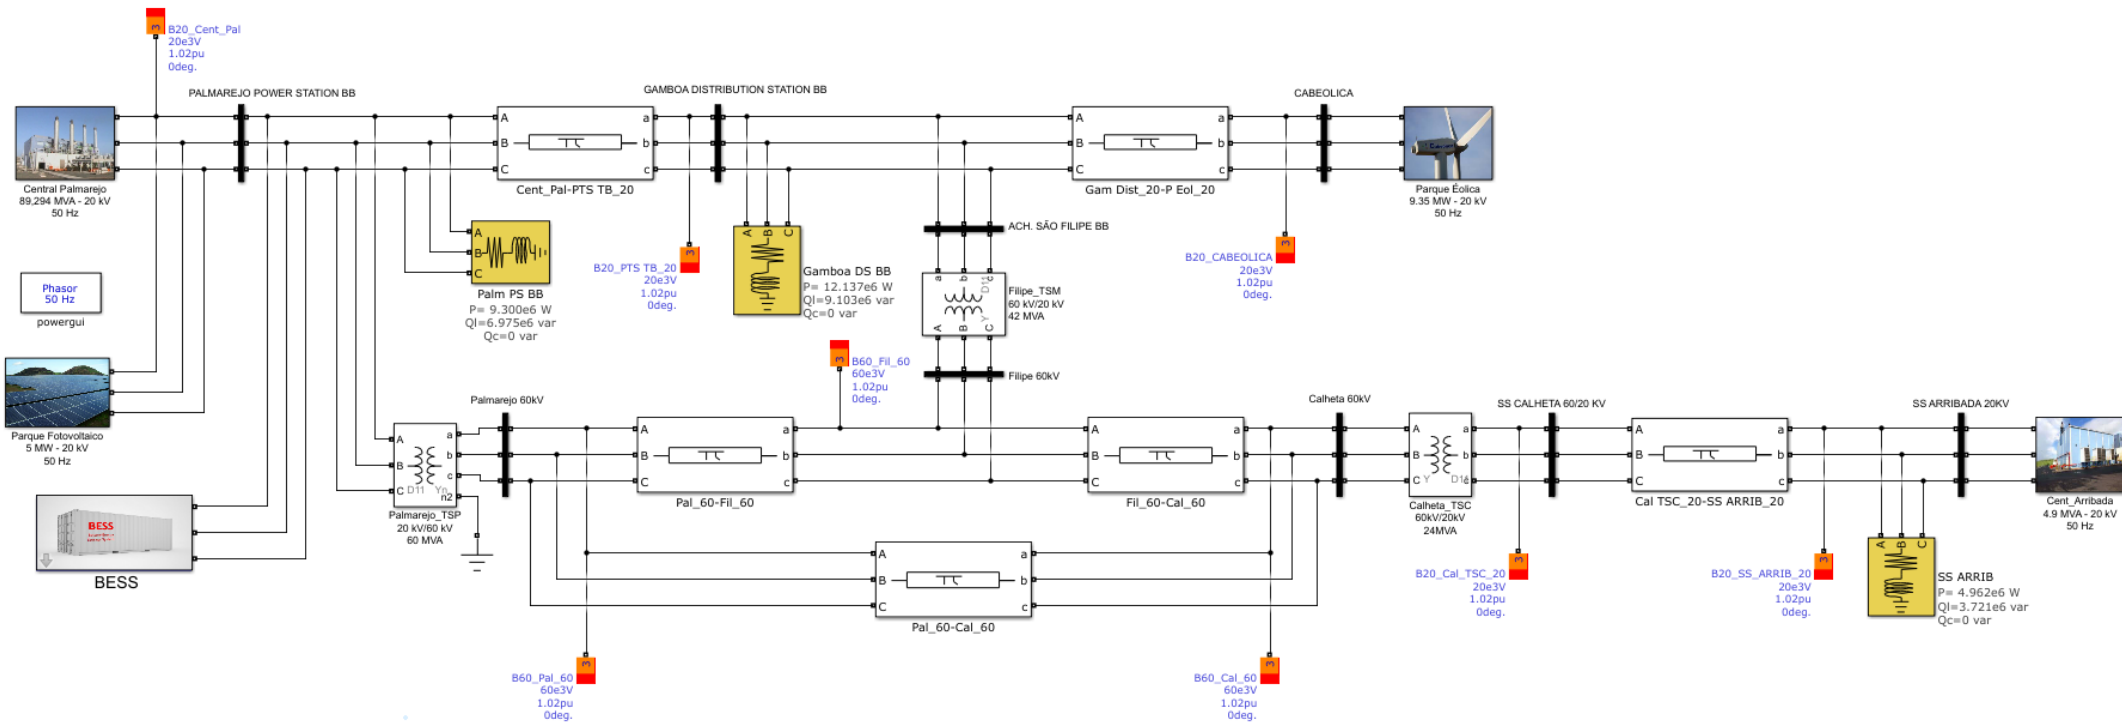 B20_Cent_Pal
20e3V
1.02pu
0deg.
PALMAREJO POWER STATION BB
GAMBOA DISTRIBUTION STATION BB
CABEOLICA
A
B
C
a
b
c
Cent_Pal-PTS TB_20
A
B
C
a
b
c
Gam Dist_20-P Eol_20
Central Palmarejo
89,294 MVA - 20 kV
50 Hz
Parque Éolica
9.35 MW - 20 kV
50 Hz
A
B
C
Palm PS BB
P= 9.300e6 W
Ql=6.975e6 var
Qc=0 var
B20_PTS TB_20
20e3V
1.02pu
0deg.
A
B
C
Gamboa DS BB
P= 12.137e6 W
Ql=9.103e6 var
Qc=0 var
ACH. SÃO FILIPE BB
a
b
c
D11
Y
A
B
C
Filipe_TSM
60 kV/20 kV
42 MVA
B20_CABEOLICA
20e3V
1.02pu
0deg.
Phasor
50 Hz
powergui
B60_Fil_60
60e3V
1.02pu
0deg.
Filipe 60kV
Parque Fotovoltaico
5 MW - 20 kV
50 Hz
Palmarejo 60kV
A
B
C
D11
Yn
a
b
c
n2
Palmarejo_TSP
20 kV/60 kV
60 MVA
A
B
C
a
b
c
Pal_60-Fil_60
A
B
C
a
b
c
Fil_60-Cal_60
Calheta 60kV
A
B
C
Y
D11
a
b
c
Calheta_TSC
60kV/20kV
24MVA
SS CALHETA 60/20 KV
A
B
C
a
b
c
Cal TSC_20-SS ARRIB_20
SS ARRIBADA 20KV
Cent_Arribada
4.9 MVA - 20 kV
50 Hz
BESS
BESS
A
B
C
a
b
c
Pal_60-Cal_60
B20_Cal_TSC_20
20e3V
1.02pu
0deg.
B20_SS_ARRIB_20
20e3V
1.02pu
0deg.
A
B
C
SS ARRIB
P= 4.962e6 W
Ql=3.721e6 var
Qc=0 var
B60_Pal_60
60e3V
1.02pu
0deg.
B60_Cal_60
60e3V
1.02pu
0deg.